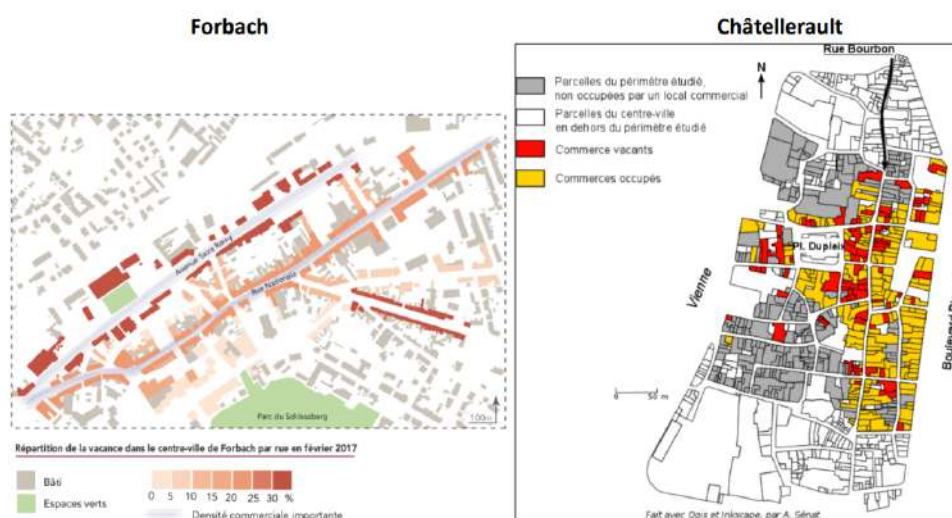 Forbach
Châtellerault
Avenue Saint Rémy
Rue Nationale
Parc du Schlossberg
100m
Répartition de la vacance dans le centre-ville de Forbach par rue en février 2017
Bâti
Espaces verts
0 5 10 15 20 25 30 %
Densité commerciale importante
Rue Bourbon
N
Parcelles du périmètre étudié,
non occupées par un local commercial
Parcelles du centre-ville
en dehors du périmètre étudié
Commerce vacants
Commerces occupés
Pl. Dupleix
Vienne
Boulevard
0 50 m
Fait avec Qgis et Inkscape, par A. Sénat